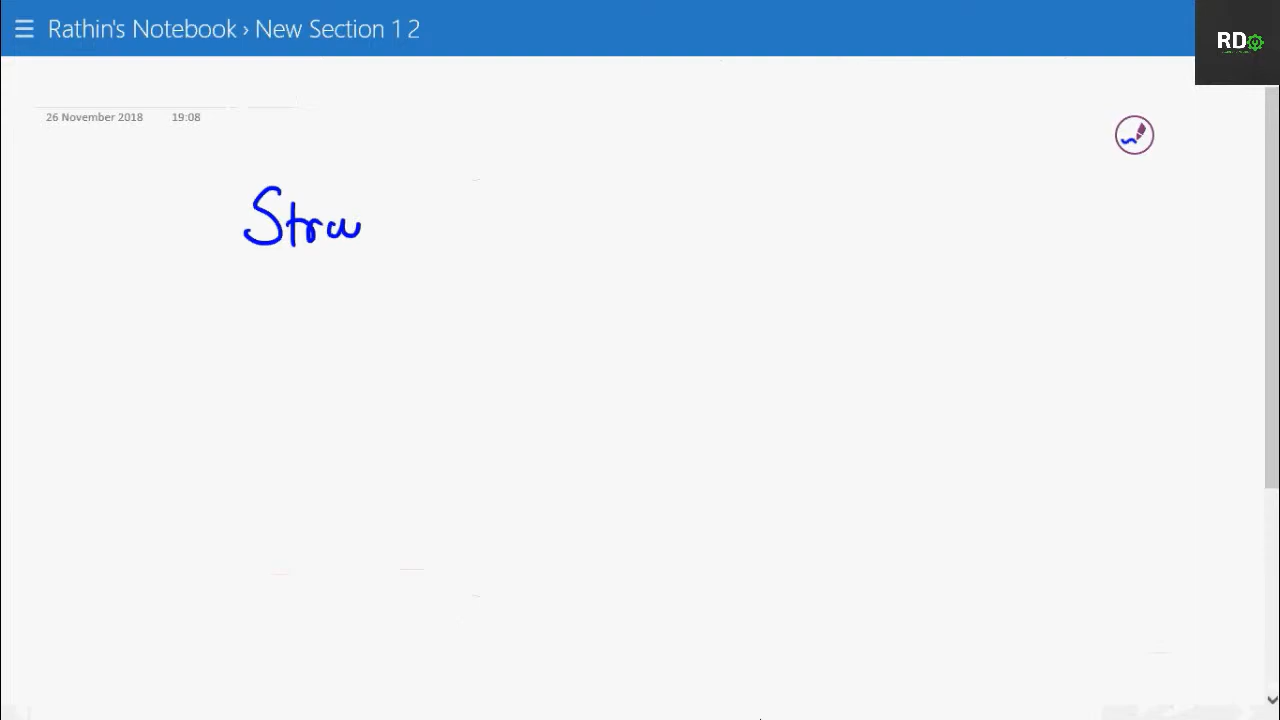 Rathin's Notebook › New Section 1 2
RD
26 November 2018 19:08
Stra